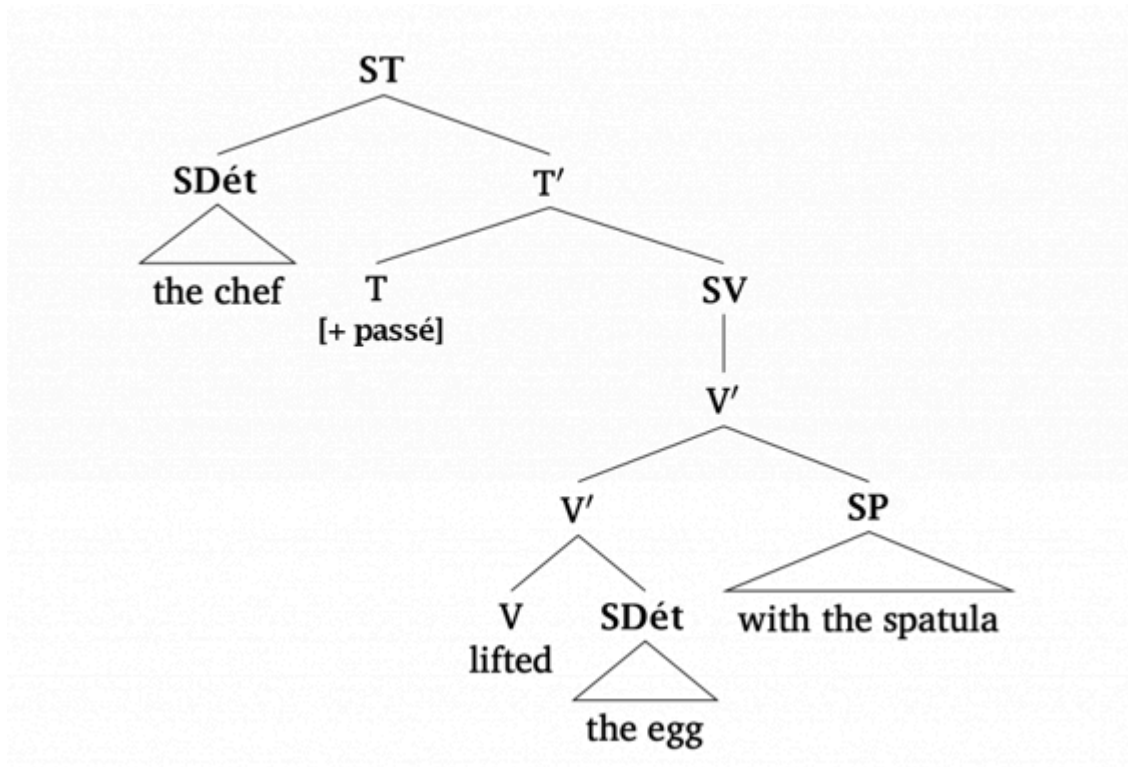 ST
SDét T′
the chef T SV
[+ passé]
V′
V′ SP
V SDét with the spatula
lifted
the egg